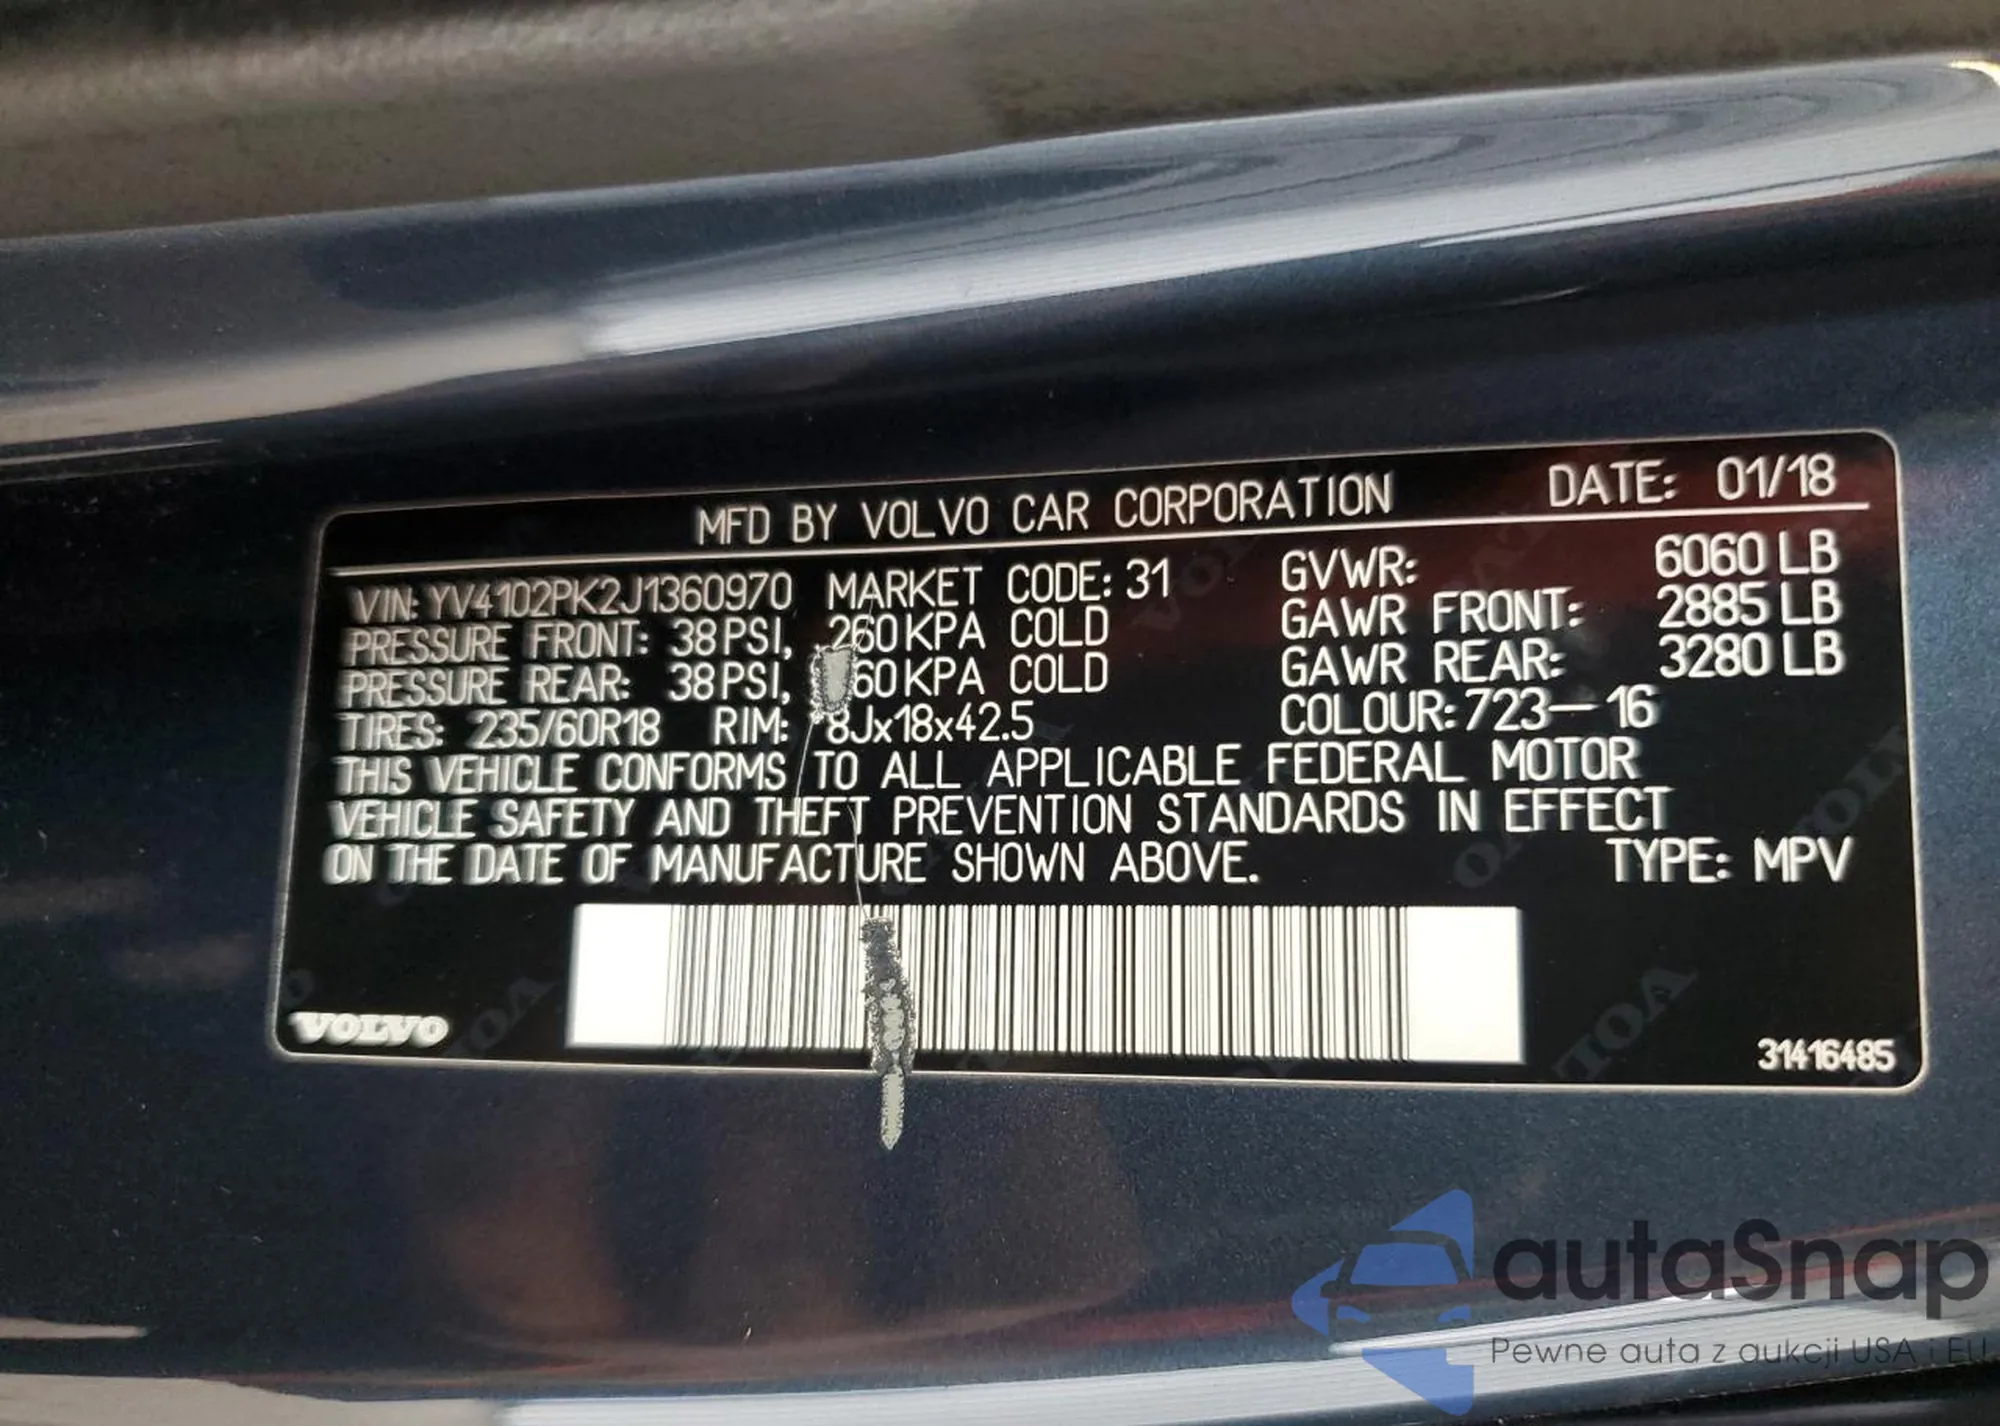 MFD BY VOLVO CAR CORPORATION DATE: 01/18
VIN: YV4102PK2J1360970 MARKET CODE: 31 GVWR: 6060 LB
PRESSURE FRONT: 38 PSI, 260 KPA COLD GAWR FRONT: 2885 LB
PRESSURE REAR: 38 PSI, 60 KPA COLD GAWR REAR: 3280 LB
TIRES: 235/60R18 RIM: 8Jx18x42.5 COLOUR: 723-16
THIS VEHICLE CONFORMS TO ALL APPLICABLE FEDERAL MOTOR
VEHICLE SAFETY AND THEFT PREVENTION STANDARDS IN EFFECT
ON THE DATE OF MANUFACTURE SHOWN ABOVE. TYPE: MPV
VOLVO
31416485
autaSnap
Pewne auta z aukcji USA i EU